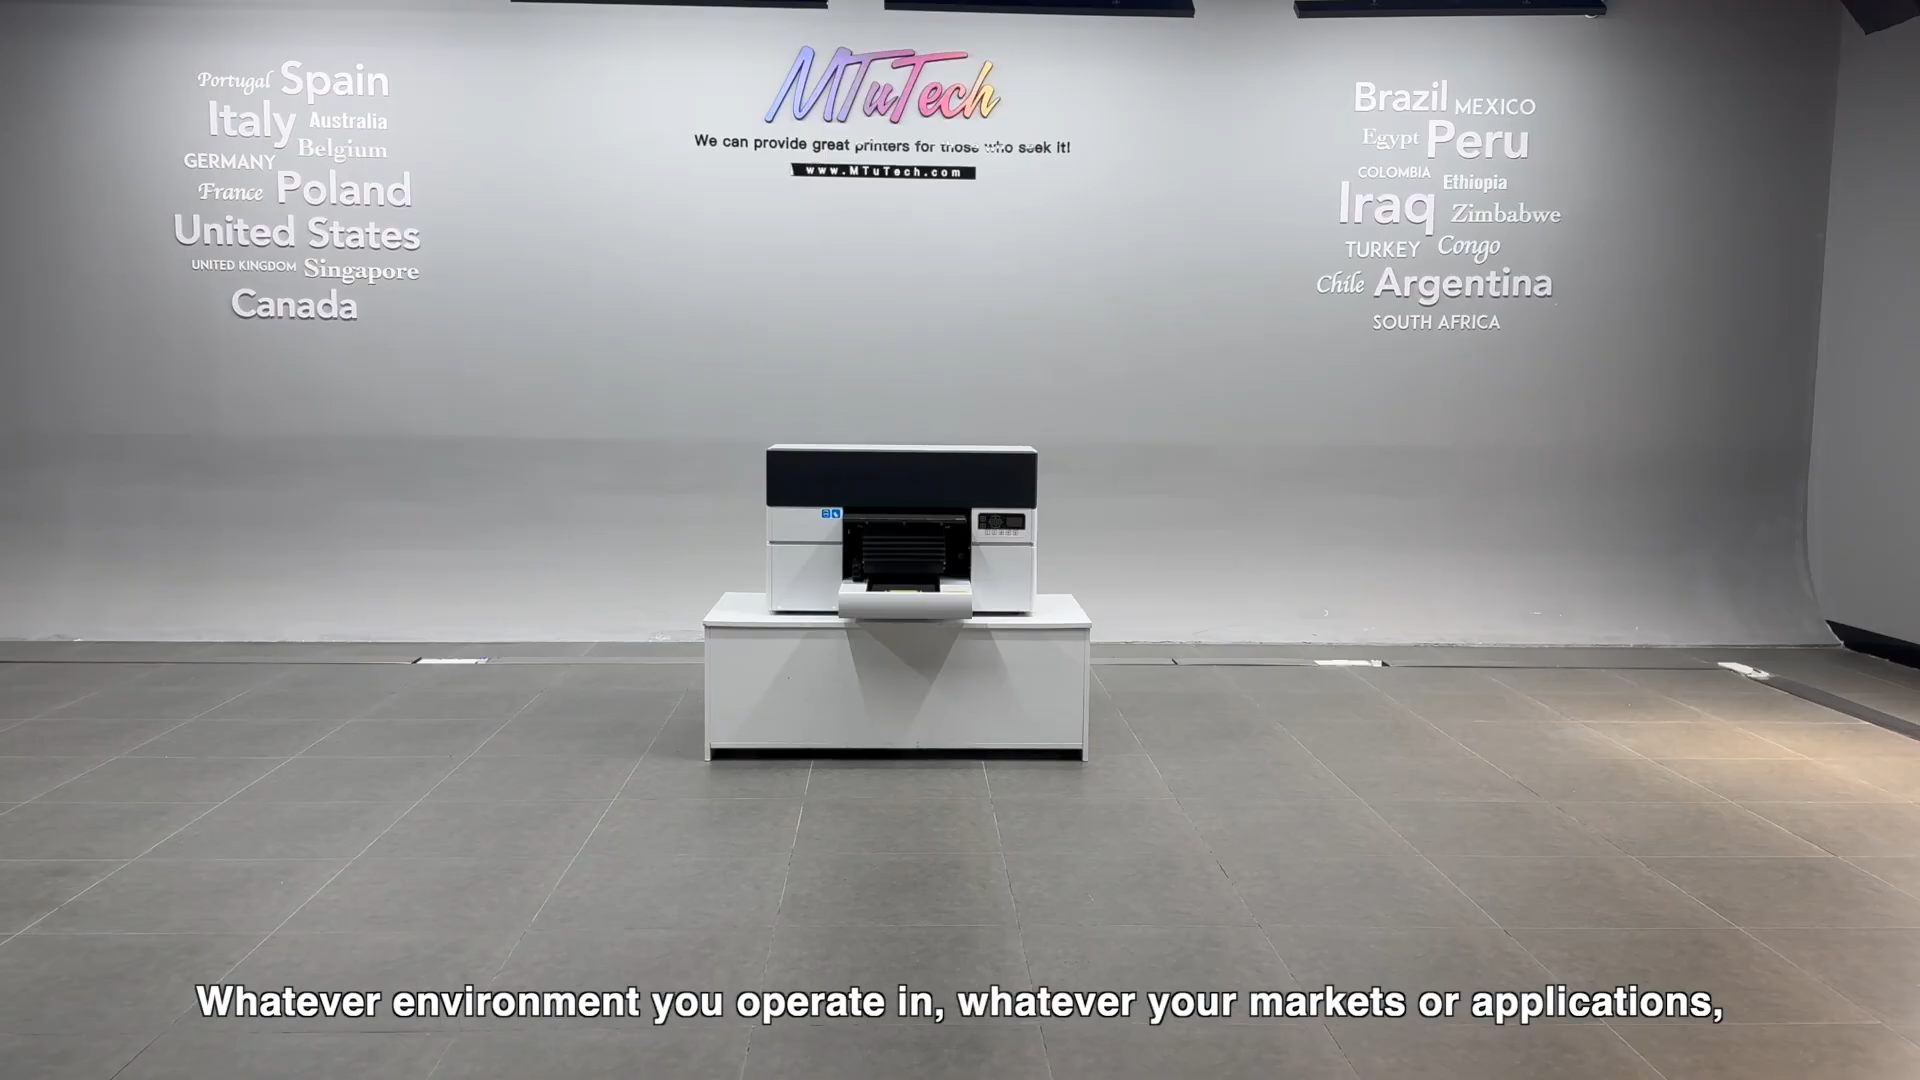 Portugal Spain
Italy Australia
GERMANY Belgium
France Poland
United States
UNITED KINGDOM Singapore
Canada
MTuTech
We can provide great printers for those who seek it!
www.MTuTech.com
Brazil MEXICO
Egypt Peru
COLOMBIA Ethiopia
Iraq Zimbabwe
TURKEY Congo
Chile Argentina
SOUTH AFRICA
Whatever environment you operate in, whatever your markets or applications,